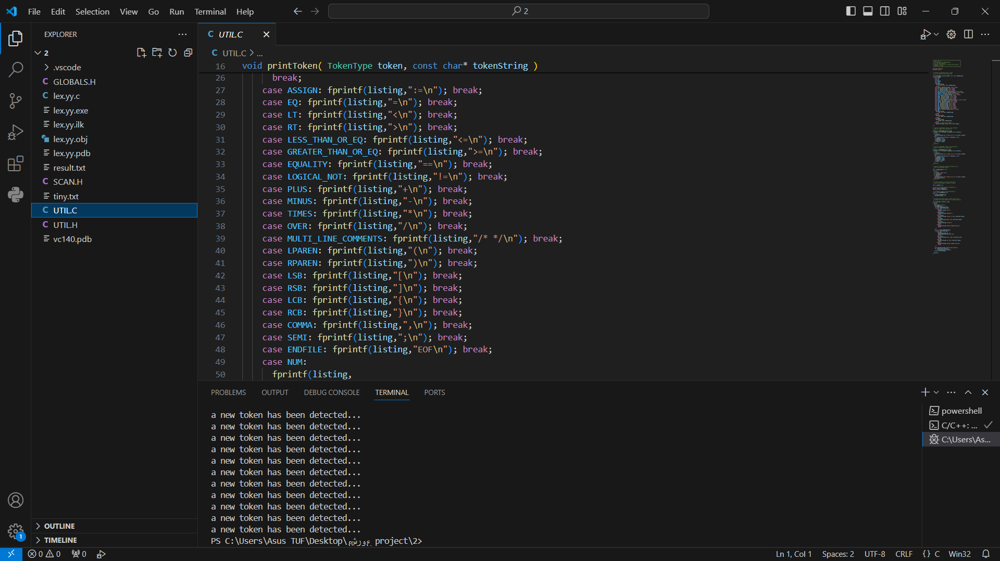 File Edit Selection View Go Run Terminal Help
2
EXPLORER
2
.vscode
GLOBALS.H
lex.yy.c
lex.yy.exe
lex.yy.ilk
lex.yy.obj
lex.yy.pdb
result.txt
SCAN.H
tiny.txt
UTIL.C
UTIL.H
vc140.pdb
OUTLINE
TIMELINE
UTIL.C
UTIL.C > ...
16 void printToken( TokenType token, const char* tokenString )
26 break;
27 case ASSIGN: fprintf(listing,":=\n"); break;
28 case EQ: fprintf(listing,"=\n"); break;
29 case LT: fprintf(listing,"<\n"); break;
30 case RT: fprintf(listing,">\n"); break;
31 case LESS_THAN_OR_EQ: fprintf(listing,"<=\n"); break;
32 case GREATER_THAN_OR_EQ: fprintf(listing,">=\n"); break;
33 case EQUALITY: fprintf(listing,"==\n"); break;
34 case LOGICAL_NOT: fprintf(listing,"!=\n"); break;
35 case PLUS: fprintf(listing,"+\n"); break;
36 case MINUS: fprintf(listing,"-\n"); break;
37 case TIMES: fprintf(listing,"*\n"); break;
38 case OVER: fprintf(listing,"/\n"); break;
39 case MULTI_LINE_COMMENTS: fprintf(listing,"/* */\n"); break;
40 case LPAREN: fprintf(listing,"(\n"); break;
41 case RPAREN: fprintf(listing,")\n"); break;
42 case LSB: fprintf(listing,"[\n"); break;
43 case RSB: fprintf(listing,"]\n"); break;
44 case LCB: fprintf(listing,"{\n"); break;
45 case RCB: fprintf(listing,"}\n"); break;
46 case COMMA: fprintf(listing,",\n"); break;
47 case SEMI: fprintf(listing,";\n"); break;
48 case ENDFILE: fprintf(listing,"EOF\n"); break;
49 case NUM:
50 fprintf(listing,
PROBLEMS OUTPUT DEBUG CONSOLE TERMINAL PORTS
a new token has been detected...
a new token has been detected...
a new token has been detected...
a new token has been detected...
a new token has been detected...
a new token has been detected...
a new token has been detected...
a new token has been detected...
a new token has been detected...
a new token has been detected...
a new token has been detected...
PS C:\Users\Asus TUF\Desktop\مشروع project\2>
powershell
C/C++: ...
C:\Users\As...
1
0 0 0
Ln 1, Col 1 Spaces: 2 UTF-8 CRLF {} C Win32